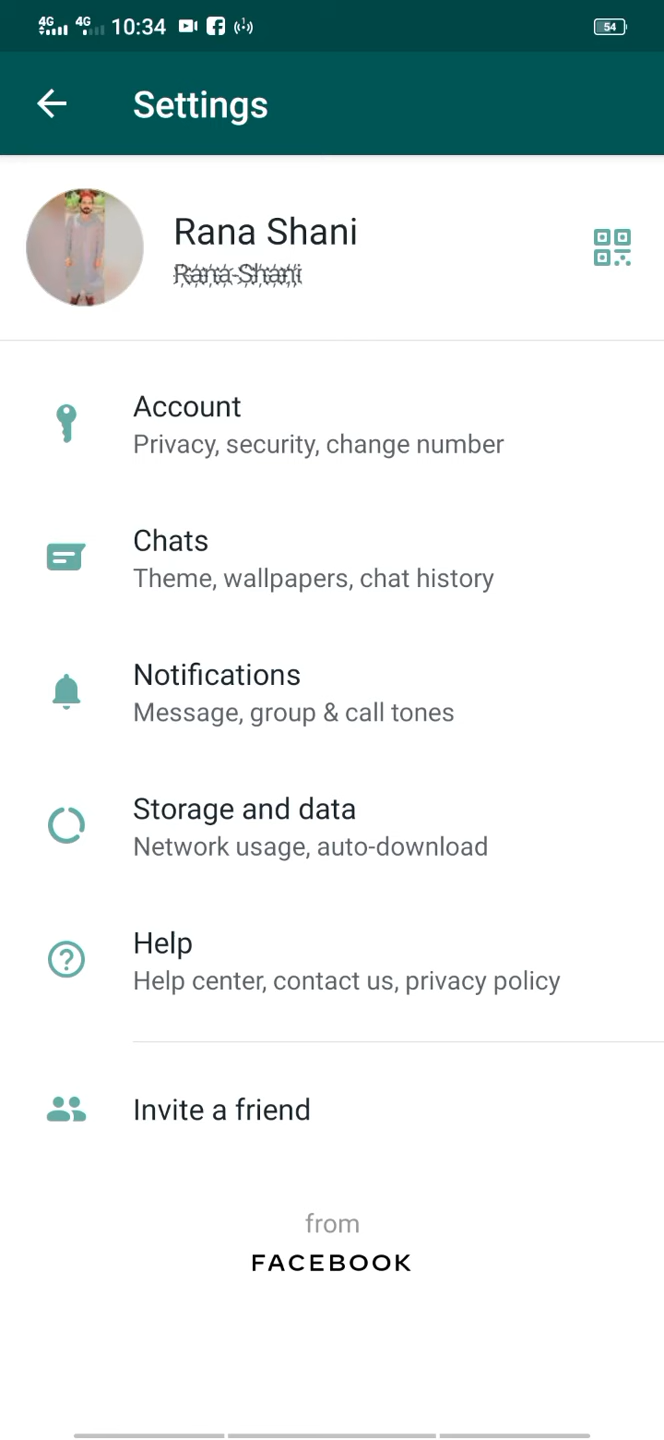 4G 4G 10:34 54
Settings
Rana Shani
Rana-Shani
Account
Privacy, security, change number
Chats
Theme, wallpapers, chat history
Notifications
Message, group & call tones
Storage and data
Network usage, auto-download
Help
Help center, contact us, privacy policy
Invite a friend
from
FACEBOOK